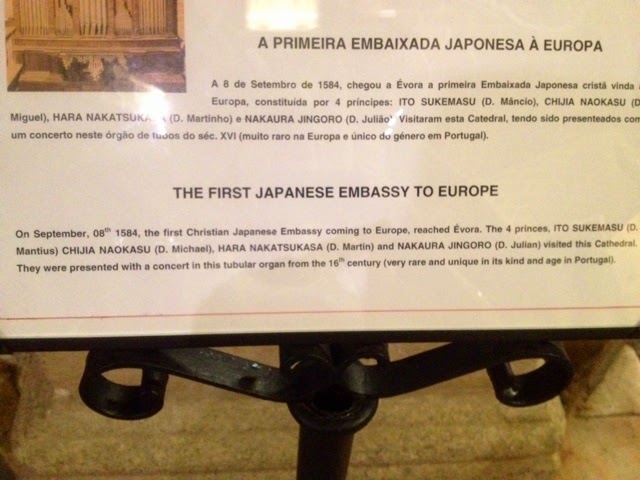 A PRIMEIRA EMBAIXADA JAPONESA À EUROPA
A 8 de Setembro de 1584, chegou a Évora a primeira Embaixada Japonesa cristã vinda
Europa, constituída por 4 príncipes: ITO SUKEMASU (D. Mâncio), CHIJIA NAOKASU (D.
Miguel), HARA (D. Martinho) e NAKAURA JINGORO (D. Julião) Visitaram esta Catedral, tendo sido presenteados com
um concerto neste órgão de tubos do séc. XVI (muito raro na Europa e único do género em Portugal).
THE FIRST JAPANESE EMBASSY TO EUROPE
On September, 08th 1584, the first Christian Japanese Embassy coming to Europe, reached Évora. The 4 princes, ITO SUKEMASU (D.
Mantius) CHIJIA NAOKASU (D. Michael), HARA NAKATSUKASA (D. Martin) and NAKAURA JINGORO (D. Julian) visited this Cathedral.
They were presented with a concert in this tubular organ from the 16th century (very rare and unique in its kind and age in Portugal).